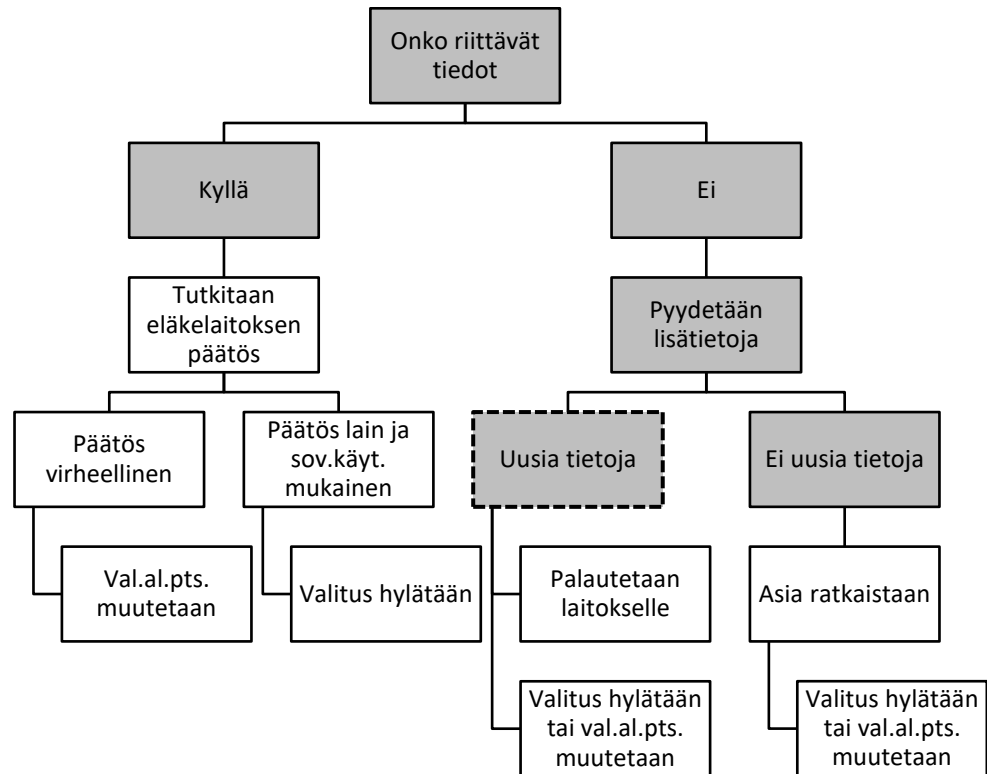 Onko riittävät
tiedot
Kyllä
Ei
Tutkitaan
eläkelaitoksen
päätös
Pyydetään
lisätietoja
Päätös
virheellinen
Päätös lain ja
sov.käyt.
mukainen
Uusia tietoja
Ei uusia tietoja
Val.al.pts.
muutetaan
Valitus hylätään
Palautetaan
laitokselle
Asia ratkaistaan
Valitus hylätään
tai val.al.pts.
muutetaan
Valitus hylätään
tai val.al.pts.
muutetaan